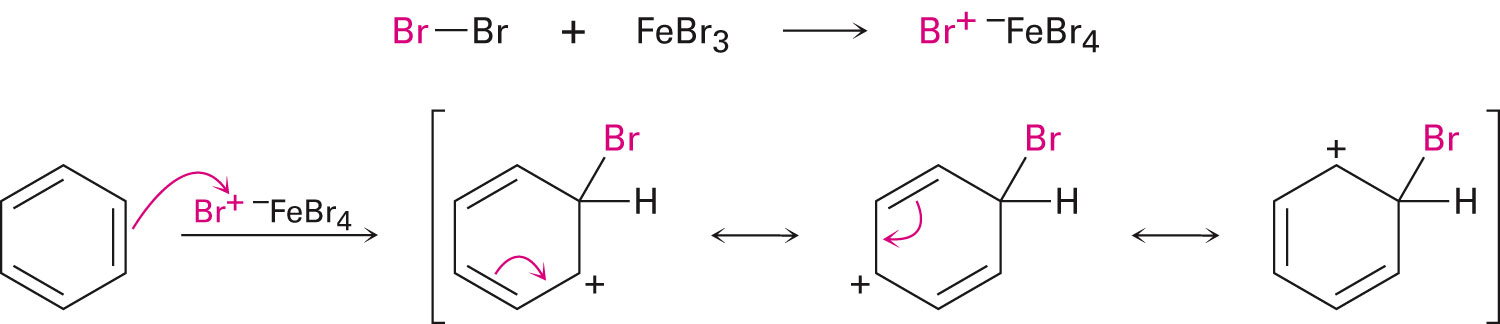 Br—Br + FeBr3 → Br+ −FeBr4
Br Br Br
+
H H H
Br+ −FeBr4
+ +